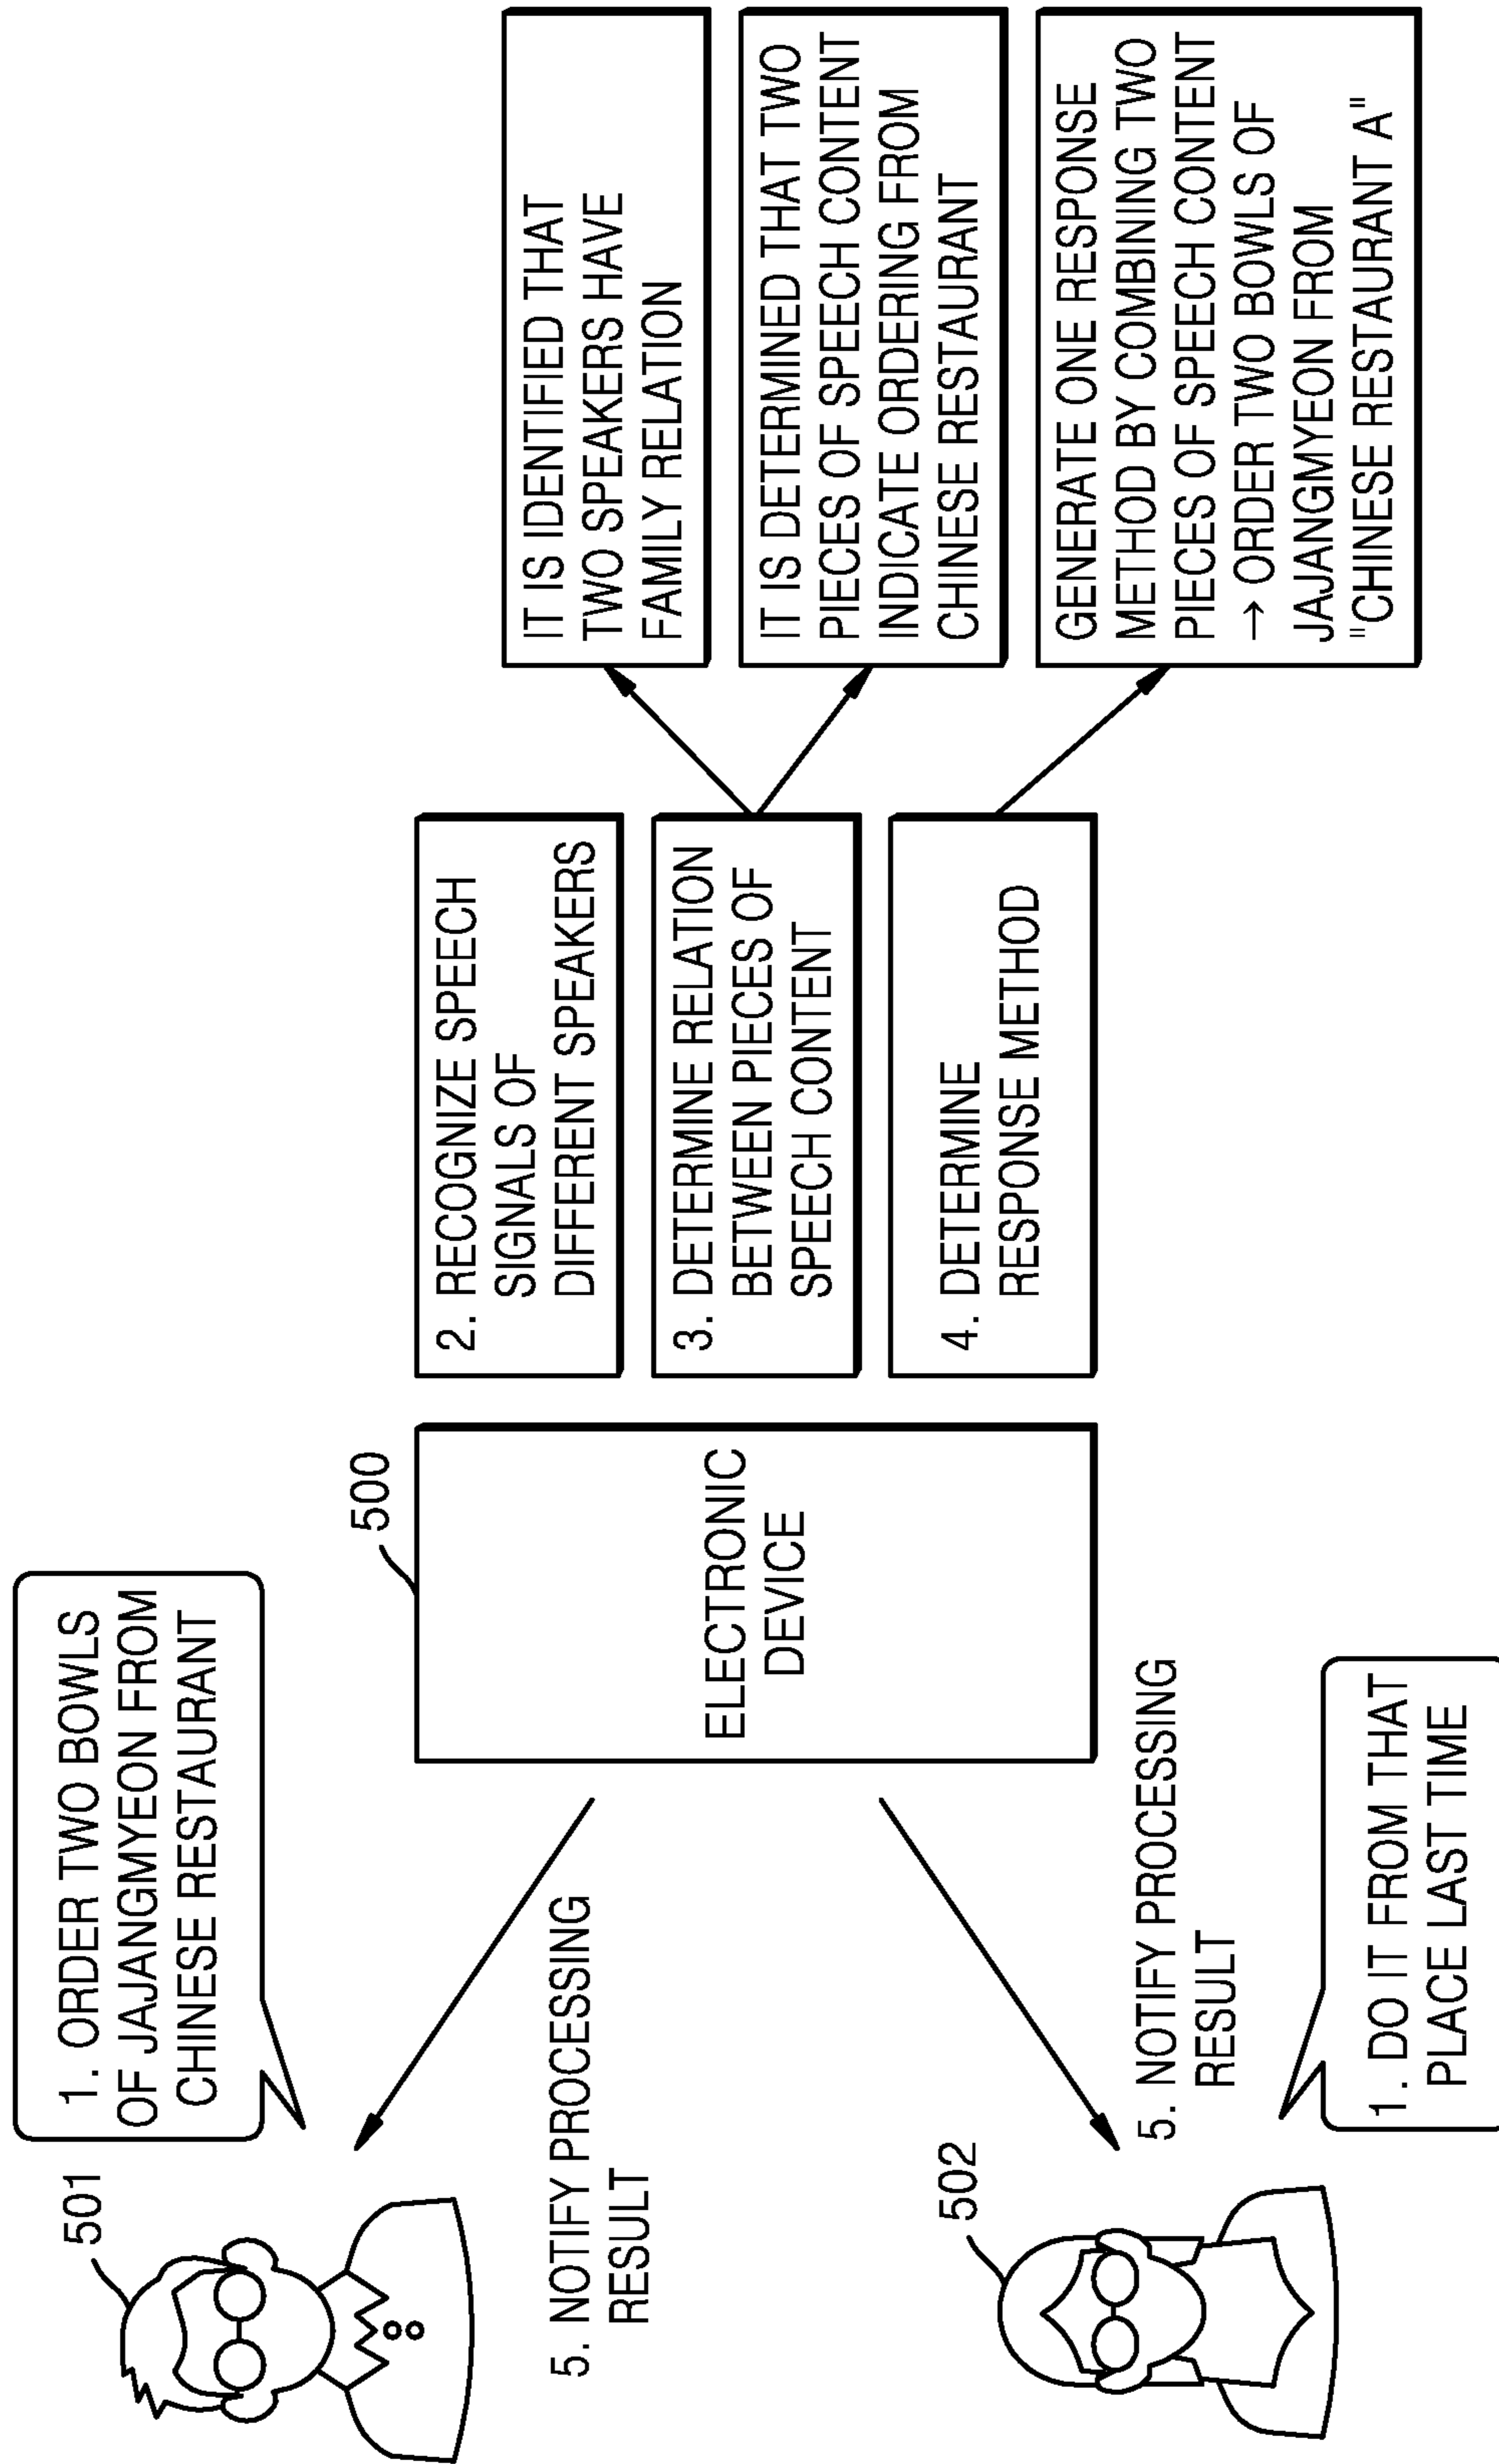 501
1. ORDER TWO BOWLS
OF JAJANGMYEON FROM
CHINESE RESTAURANT
5. NOTIFY PROCESSING
RESULT
502
5. NOTIFY PROCESSING
RESULT
1. DO IT FROM THAT
PLACE LAST TIME
500
ELECTRONIC
DEVICE
2. RECOGNIZE SPEECH
SIGNALS OF
DIFFERENT SPEAKERS
3. DETERMINE RELATION
BETWEEN PIECES OF
SPEECH CONTENT
4. DETERMINE
RESPONSE METHOD
IT IS IDENTIFIED THAT
TWO SPEAKERS HAVE
FAMILY RELATION
IT IS DETERMINED THAT TWO
PIECES OF SPEECH CONTENT
INDICATE ORDERING FROM
CHINESE RESTAURANT
GENERATE ONE RESPONSE
METHOD BY COMBINING TWO
PIECES OF SPEECH CONTENT
→ ORDER TWO BOWLS OF
JAJANGMYEON FROM
"CHINESE RESTAURANT A"